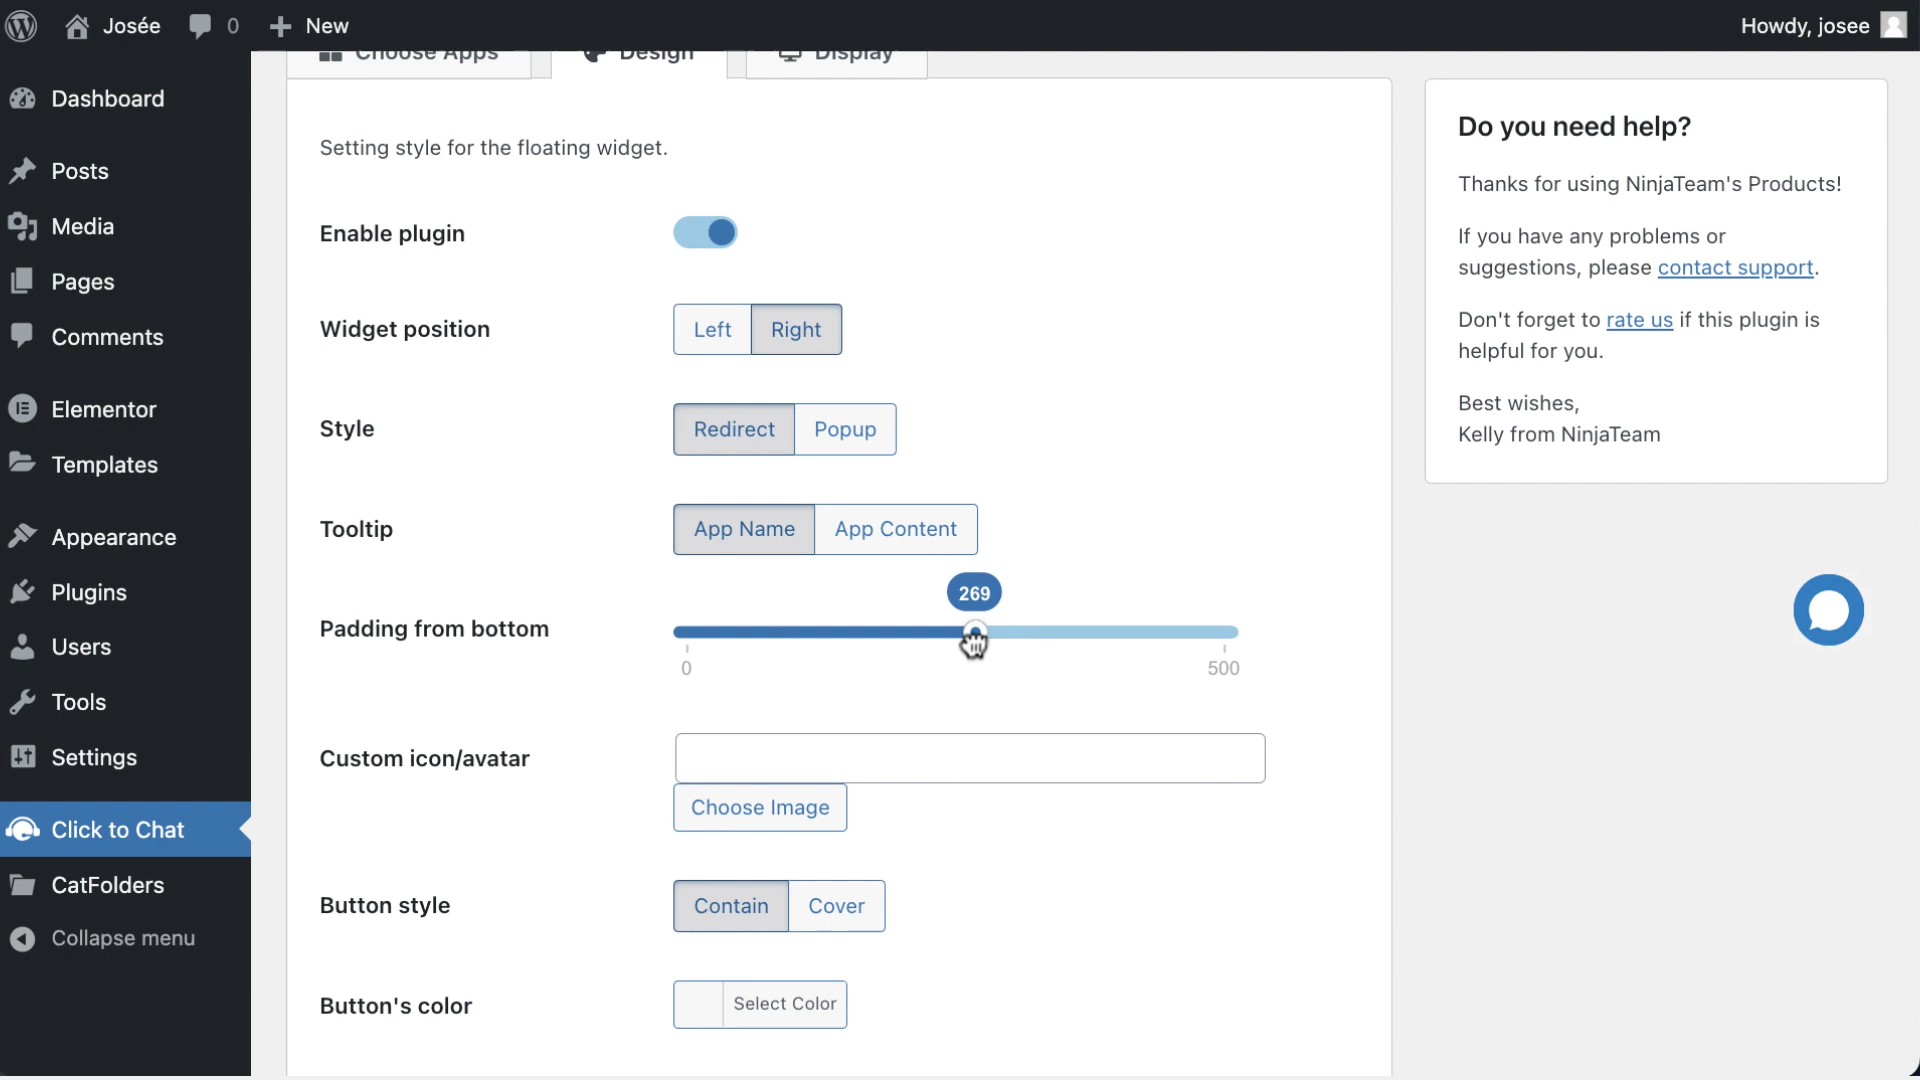 Josée
0
New
Howdy, josee
Dashboard
Posts
Media
Pages
Comments
Elementor
Templates
Appearance
Plugins
Users
Tools
Settings
Click to Chat
CatFolders
Collapse menu
Choose Apps
Design
Display
Setting style for the floating widget.
Enable plugin
Widget position
Left
Right
Style
Redirect
Popup
Tooltip
App Name
App Content
Padding from bottom
269
0
500
Custom icon/avatar
Choose Image
Button style
Contain
Cover
Button's color
Select Color
Do you need help?
Thanks for using NinjaTeam's Products!
If you have any problems or
suggestions, please contact support.
Don't forget to rate us if this plugin is
helpful for you.
Best wishes,
Kelly from NinjaTeam